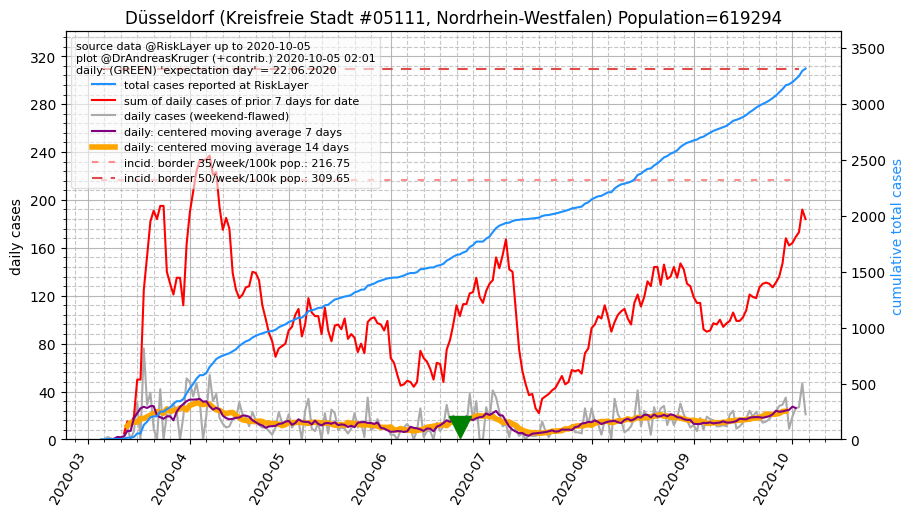 Düsseldorf (Kreisfreie Stadt #05111, Nordrhein-Westfalen) Population=619294
source data @RiskLayer up to 2020-10-05
plot @DrAndreasKruger (+contrib.) 2020-10-05 02:01
daily: (GREEN) 'expectation day' = 22.06.2020
total cases reported at RiskLayer
sum of daily cases of prior 7 days for date
daily cases (weekend-flawed)
daily: centered moving average 7 days
daily: centered moving average 14 days
incid. border 35/week/100k pop.: 216.75
incid. border 50/week/100k pop.: 309.65
daily cases
320
280
240
200
160
120
80
40
0
3500
3000
2500
2000
1500
1000
500
0
cumulative total cases
2020-03
2020-04
2020-05
2020-06
2020-07
2020-08
2020-09
2020-10